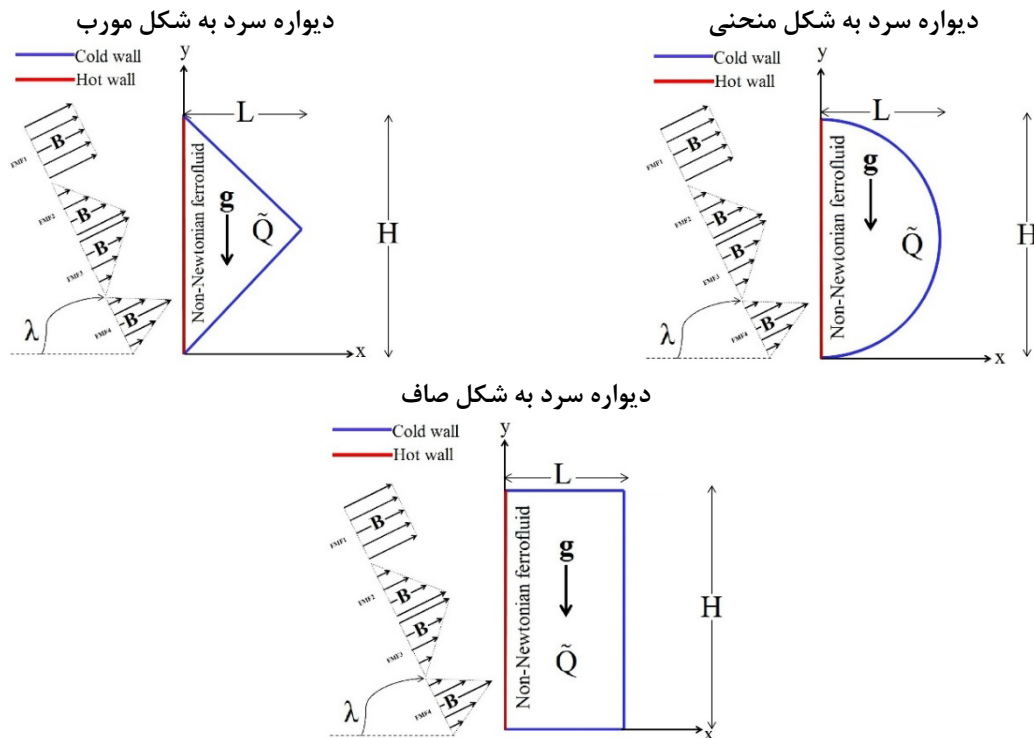 دیواره سرد به شکل منحنی
دیواره سرد به شکل مورب
Cold wall
Hot wall
y
L
B
FMF1
Non-Newtonian ferrofluid
g
Q̃
H
B
FMF2
B
FMF3
λ
B
FMF4
x
Cold wall
Hot wall
y
L
B
FMF1
Non-Newtonian ferrofluid
g
Q̃
H
B
FMF2
B
FMF3
λ
B
FMF4
x
دیواره سرد به شکل صاف
Cold wall
Hot wall
y
L
B
FMF1
Non-Newtonian ferrofluid
g
H
B
FMF2
B
FMF3
Q̃
λ
B
FMF4
x